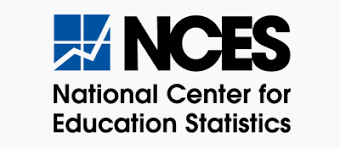 NCES
National Center for
Education Statistics